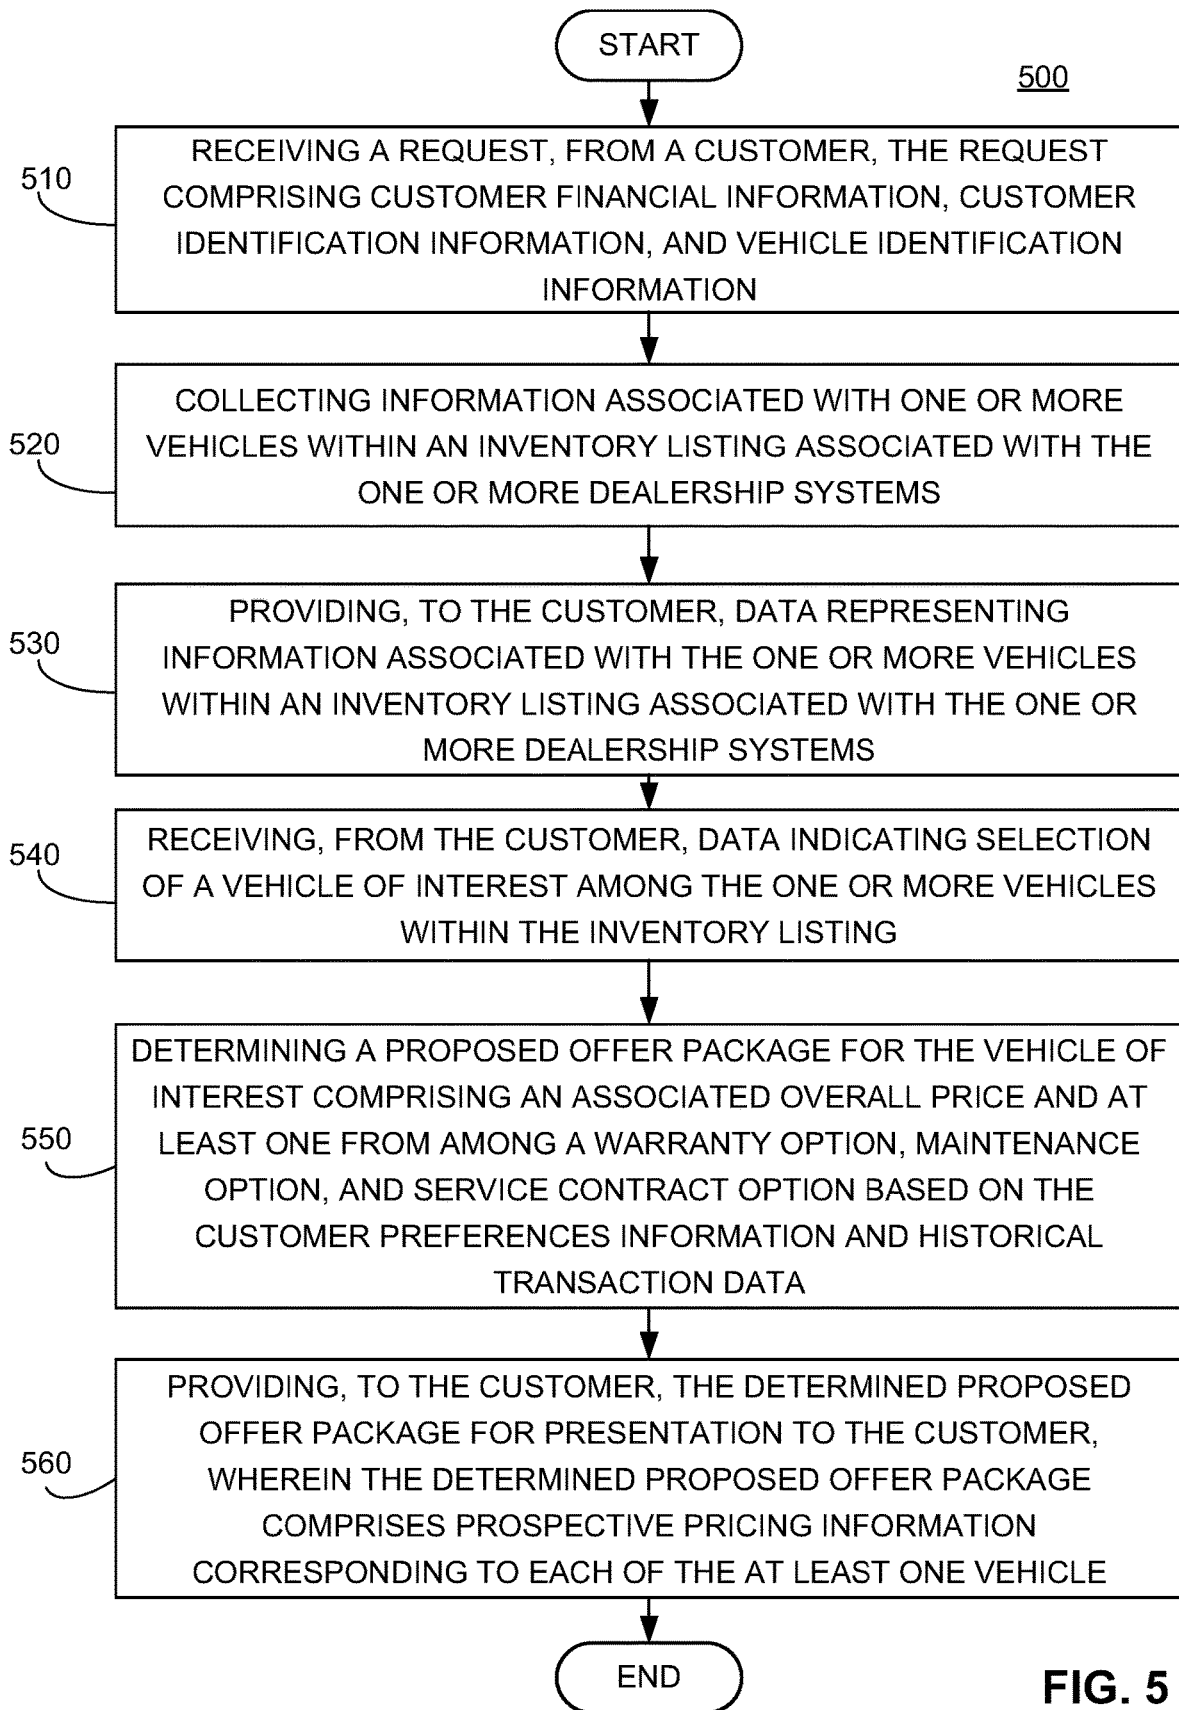 START
500
510
RECEIVING A REQUEST, FROM A CUSTOMER, THE REQUEST
COMPRISING CUSTOMER FINANCIAL INFORMATION, CUSTOMER
IDENTIFICATION INFORMATION, AND VEHICLE IDENTIFICATION
INFORMATION
520
COLLECTING INFORMATION ASSOCIATED WITH ONE OR MORE
VEHICLES WITHIN AN INVENTORY LISTING ASSOCIATED WITH THE
ONE OR MORE DEALERSHIP SYSTEMS
530
PROVIDING, TO THE CUSTOMER, DATA REPRESENTING
INFORMATION ASSOCIATED WITH THE ONE OR MORE VEHICLES
WITHIN AN INVENTORY LISTING ASSOCIATED WITH THE ONE OR
MORE DEALERSHIP SYSTEMS
540
RECEIVING, FROM THE CUSTOMER, DATA INDICATING SELECTION
OF A VEHICLE OF INTEREST AMONG THE ONE OR MORE VEHICLES
WITHIN THE INVENTORY LISTING
550
DETERMINING A PROPOSED OFFER PACKAGE FOR THE VEHICLE OF
INTEREST COMPRISING AN ASSOCIATED OVERALL PRICE AND AT
LEAST ONE FROM AMONG A WARRANTY OPTION, MAINTENANCE
OPTION, AND SERVICE CONTRACT OPTION BASED ON THE
CUSTOMER PREFERENCES INFORMATION AND HISTORICAL
TRANSACTION DATA
560
PROVIDING, TO THE CUSTOMER, THE DETERMINED PROPOSED
OFFER PACKAGE FOR PRESENTATION TO THE CUSTOMER,
WHEREIN THE DETERMINED PROPOSED OFFER PACKAGE
COMPRISES PROSPECTIVE PRICING INFORMATION
CORRESPONDING TO EACH OF THE AT LEAST ONE VEHICLE
END
FIG. 5